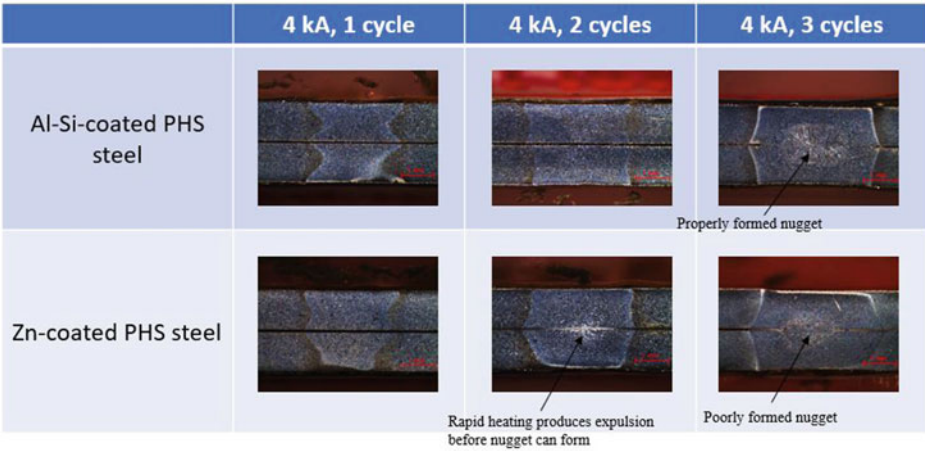 4 kA, 1 cycle
4 kA, 2 cycles
4 kA, 3 cycles
Al-Si-coated PHS
steel
Properly formed nugget
Zn-coated PHS steel
Rapid heating produces expulsion
before nugget can form
Poorly formed nugget